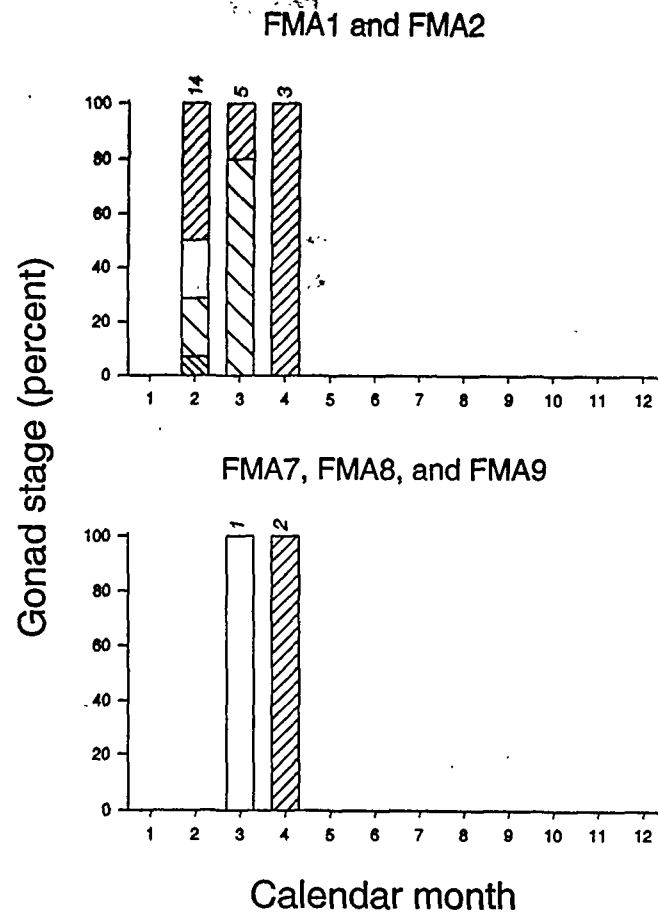 FMA1 and FMA2
14 5 3
100
80
60
40
20
0
1 2 3 4 5 6 7 8 9 10 11 12
FMA7, FMA8, and FMA9
1 2
100
80
60
40
20
0
1 2 3 4 5 6 7 8 9 10 11 12
Gonad stage (percent)
Calendar month